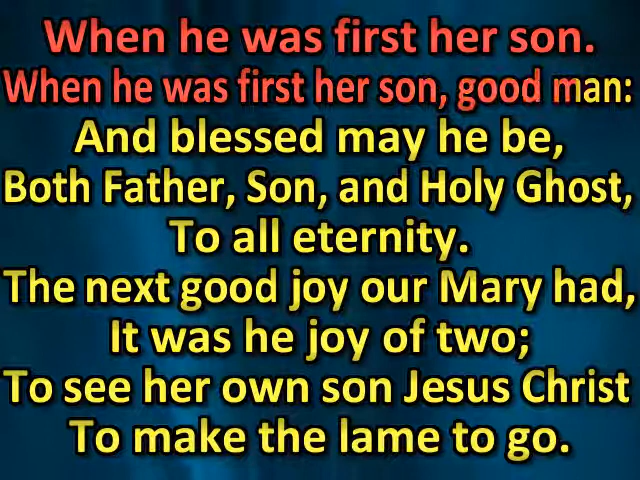 When he was first her son.
When he was first her son, good man:
And blessed may he be,
Both Father, Son, and Holy Ghost,
To all eternity.
The next good joy our Mary had,
It was he joy of two;
To see her own son Jesus Christ
To make the lame to go.